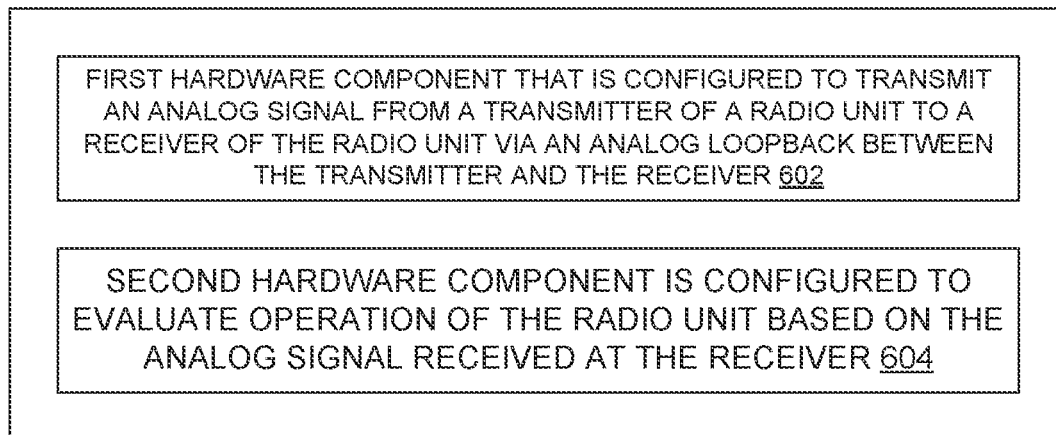 FIRST HARDWARE COMPONENT THAT IS CONFIGURED TO TRANSMIT
AN ANALOG SIGNAL FROM A TRANSMITTER OF A RADIO UNIT TO A
RECEIVER OF THE RADIO UNIT VIA AN ANALOG LOOPBACK BETWEEN
THE TRANSMITTER AND THE RECEIVER 602
SECOND HARDWARE COMPONENT IS CONFIGURED TO
EVALUATE OPERATION OF THE RADIO UNIT BASED ON THE
ANALOG SIGNAL RECEIVED AT THE RECEIVER 604